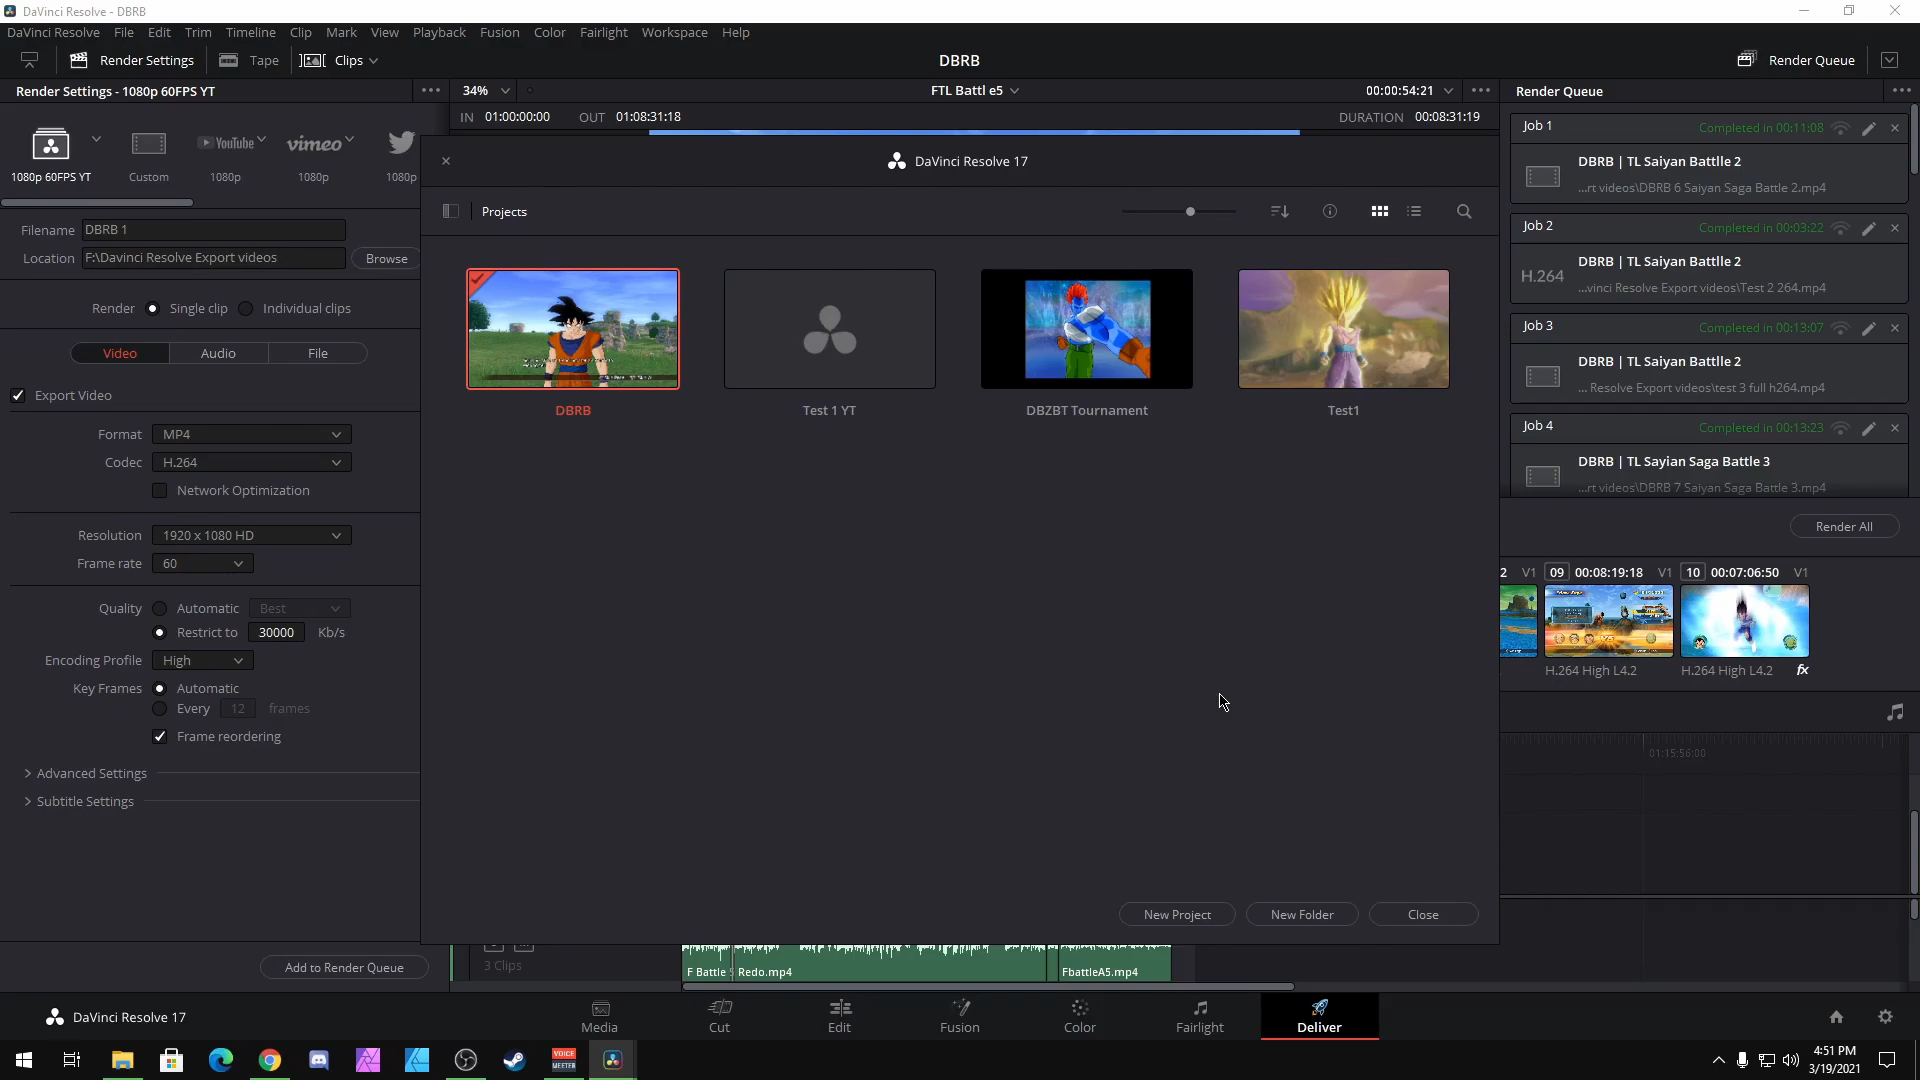 DaVinci Resolve - DBRB
DaVinci Resolve File Edit Trim Timeline Clip Mark View Playback Fusion Color Fairlight Workspace Help
Render Settings Tape Clips DBRB Render Queue
Render Settings - 1080p 60FPS YT 34% FTL Battl e5 00:00:54:21 Render Queue
IN 01:00:00:00 OUT 01:08:31:18 DURATION 00:08:31:19
YouTube vimeo
1080p 60FPS YT Custom 1080p 1080p 1080p
DaVinci Resolve 17
Projects
Filename DBRB 1
Location F:\Davinci Resolve Export videos Browse
Render Single clip Individual clips
Video Audio File
Export Video
Format MP4
Codec H.264
Network Optimization
Resolution 1920 x 1080 HD
Frame rate 60
Quality Automatic Best
Restrict to 30000 Kb/s
Encoding Profile High
Key Frames Automatic
Every 12 frames
Frame reordering
Advanced Settings
Subtitle Settings
Add to Render Queue
DBRB Test 1 YT DBZBT Tournament Test1
New Project New Folder Close
Job 1 Completed in 00:11:08
DBRB | TL Saiyan Battlle 2
...rt videos\DBRB 6 Saiyan Saga Battle 2.mp4
Job 2 Completed in 00:03:22
H.264 DBRB | TL Saiyan Battlle 2
...vinci Resolve Export videos\Test 2 264.mp4
Job 3 Completed in 00:13:07
DBRB | TL Saiyan Battlle 2
... Resolve Export videos\test 3 full h264.mp4
Job 4 Completed in 00:13:23
DBRB | TL Sayian Saga Battle 3
...rt videos\DBRB 7 Saiyan Saga Battle 3.mp4
Render All
2 V1 09 00:08:19:18 V1 10 00:07:06:50 V1
H.264 High L4.2 H.264 High L4.2 fx
01:15:56:00
3 Clips F Battle Redo.mp4 FbattleA5.mp4
DaVinci Resolve 17 Media Cut Edit Fusion Color Fairlight Deliver
VOICE
MEETER
4:51 PM
3/19/2021